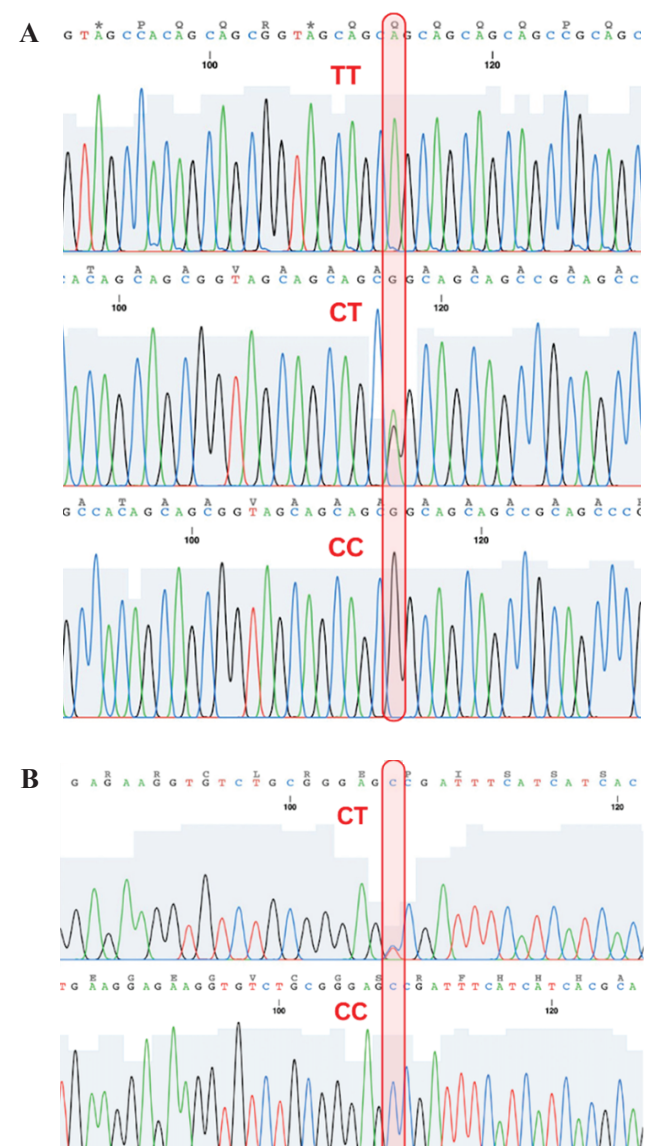 A
* P Q Q R * Q Q Q Q Q P Q
G T A G C C A C A G C A G C G G T A G C A G C A G C A G C A G C A G C C G C A G C
100 120
TT
T A A V A A A A A A A A
A C A G C A G C G G T A G C A G C A G C G G C A G C A G C C G C A G C C
100 120
CT
A T A A V A A A A A A A
G C C A C A G C A G C G G T A G C A G C A G C G G C A G C A G C C G C A G C C C G
100 120
CC
B
R R C L R E P I S S
G A G A A G G T G T C T G C G G G A G C C G A T T T C A T C A T C A C
100 120
CT
T G A A G G A G A A G G T G T C T G C G G G A G C C G A T T T C A T C A T C A C G C A
100 120
CC